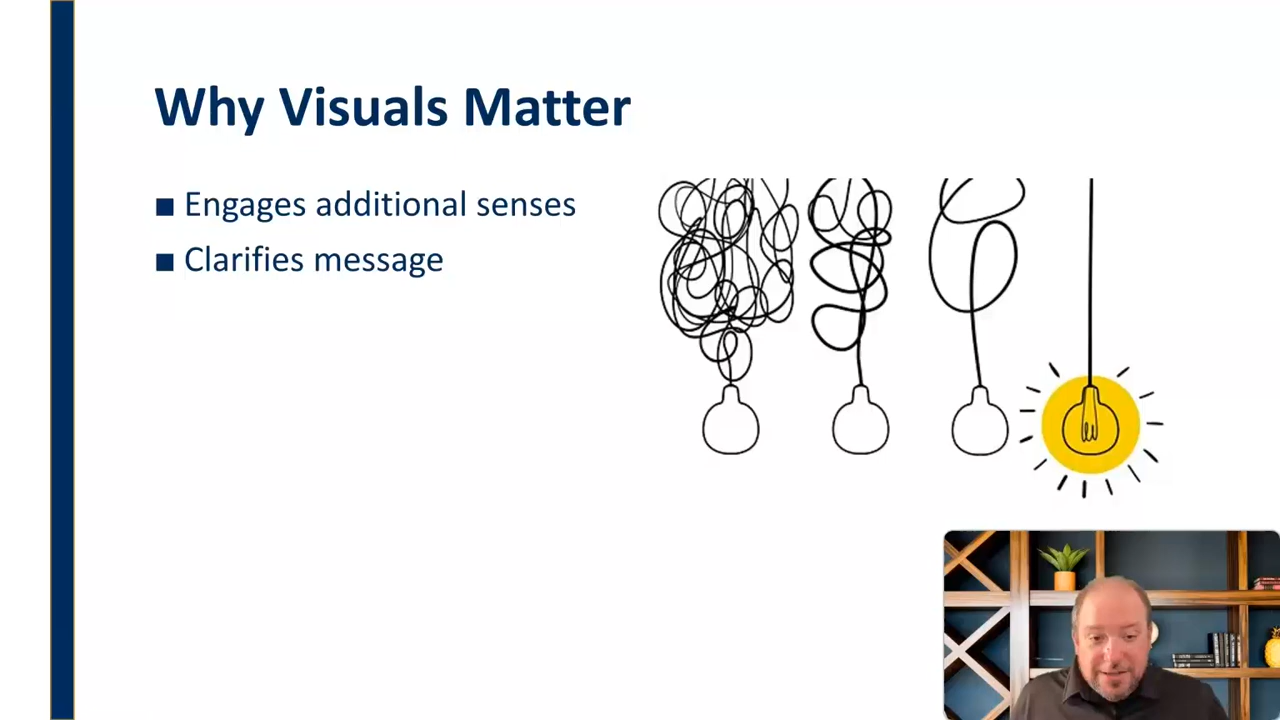 Why Visuals Matter
■ Engages additional senses
■ Clarifies message